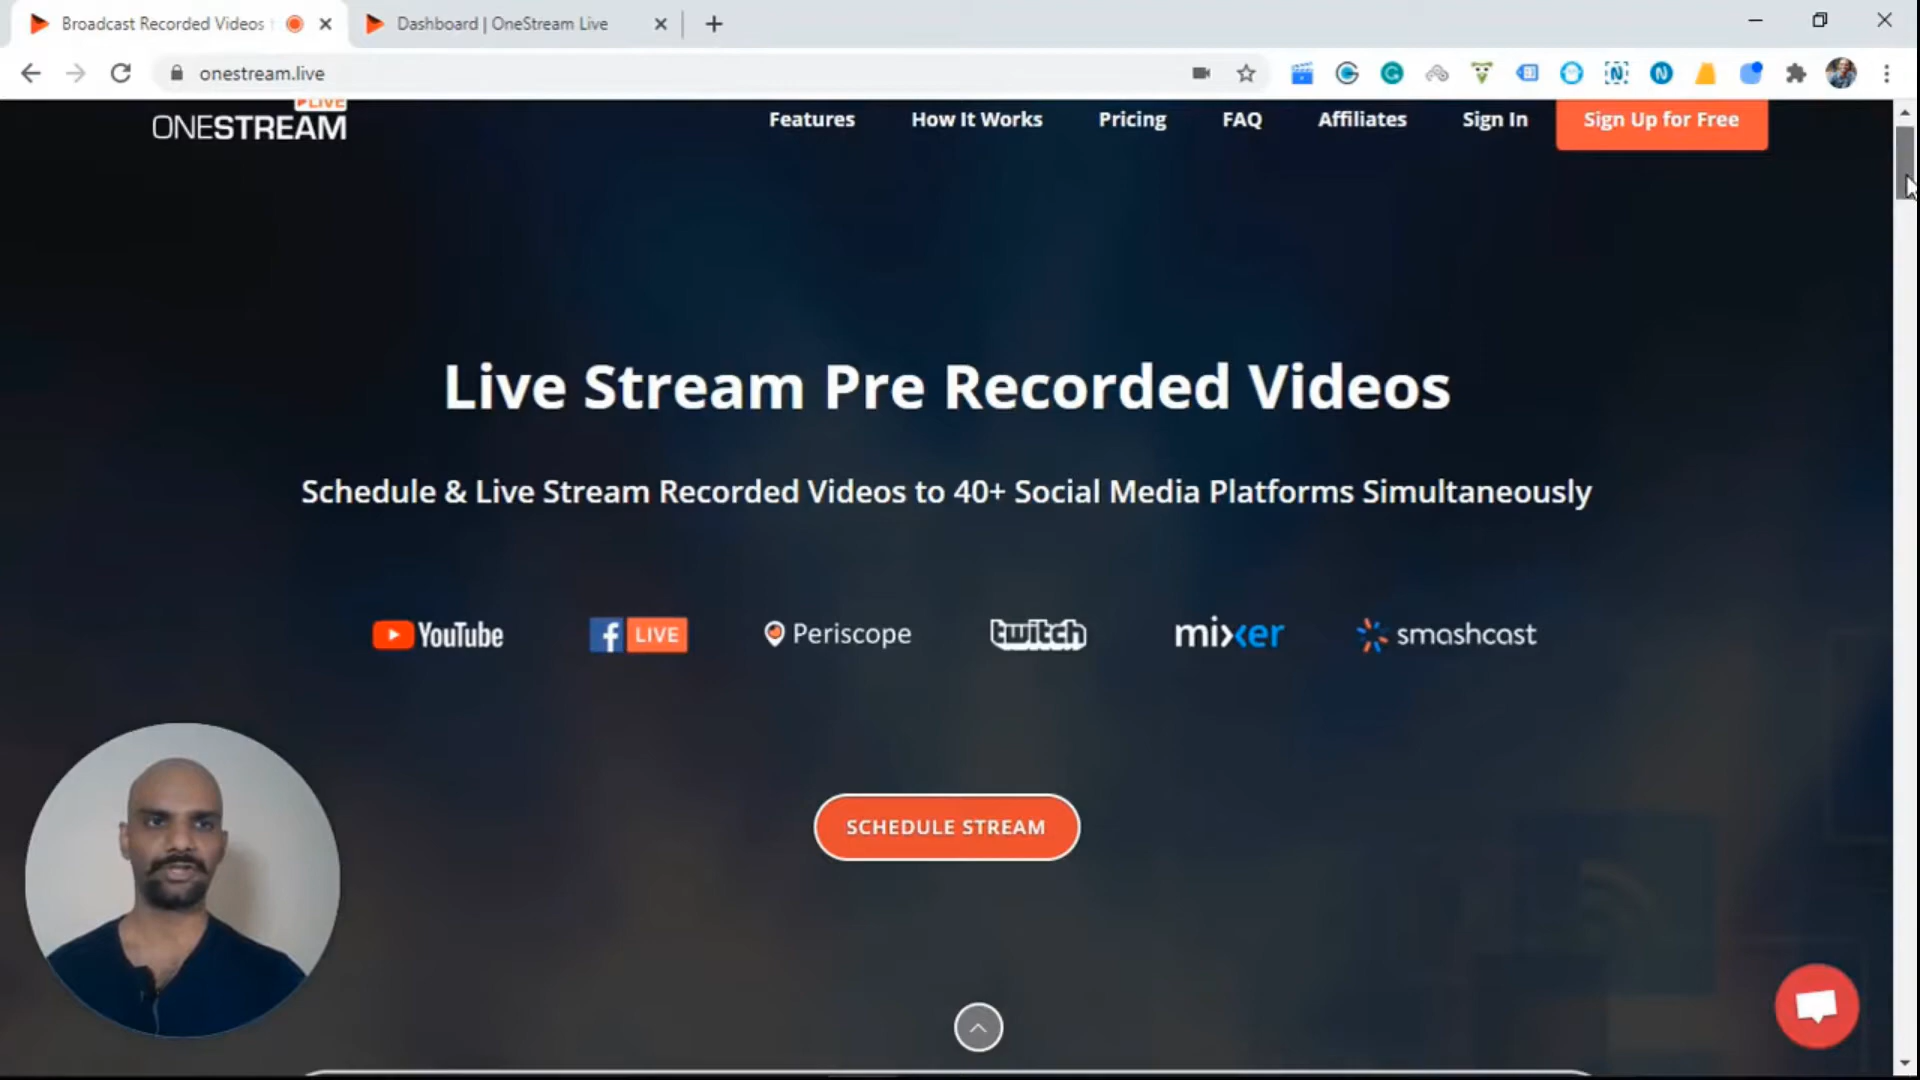 Broadcast Recorded Videos
Dashboard | OneStream Live
onestream.live
LIVE
ONESTREAM
Features
How It Works
Pricing
FAQ
Affiliates
Sign In
Sign Up for Free
Live Stream Pre Recorded Videos
Schedule & Live Stream Recorded Videos to 40+ Social Media Platforms Simultaneously
YouTube
f LIVE
Periscope
twitch
mixer
smashcast
SCHEDULE STREAM